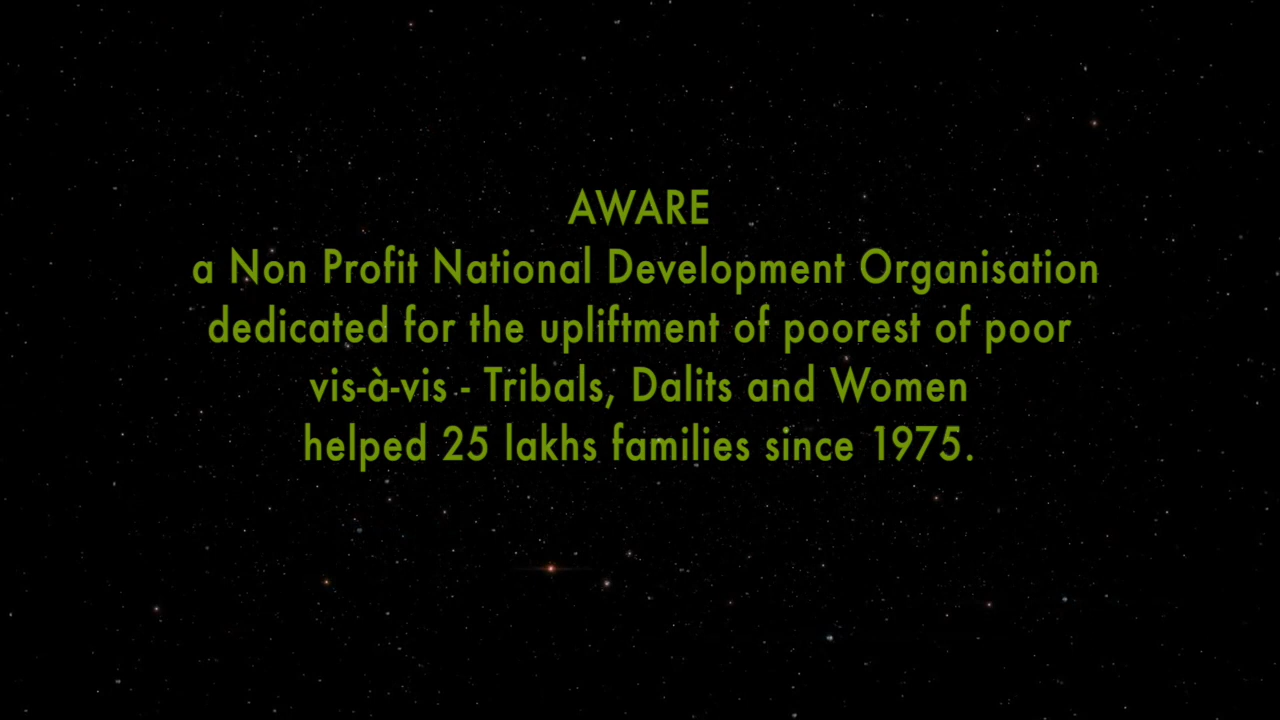 AWARE
a Non Profit National Development Organisation
dedicated for the upliftment of poorest of poor
vis-à-vis - Tribals, Dalits and Women
helped 25 lakhs families since 1975.